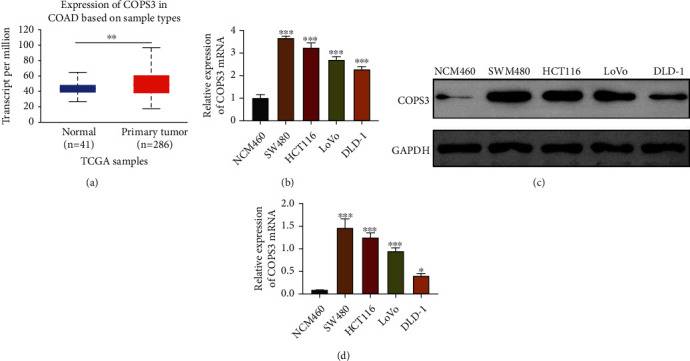 Expression of COPS3 in
COAD based on sample types
Transcript per million
120
100
80
60
40
20
0
**
Normal
(n=41)
Primary tumor
(n=286)
TCGA samples
(a)
Relative expression
of COPS3 mRNA
4
3
2
1
0
***
***
***
***
NCM460
SW480
HCT116
LoVo
DLD-1
(b)
NCM460 SWM480 HCT116 LoVo DLD-1
COPS3
GAPDH
(c)
Relative expression
of COPS3 mRNA
1.5
1.0
0.5
0.0
***
***
***
*
NCM460
SW480
HCT116
LoVo
DLD-1
(d)